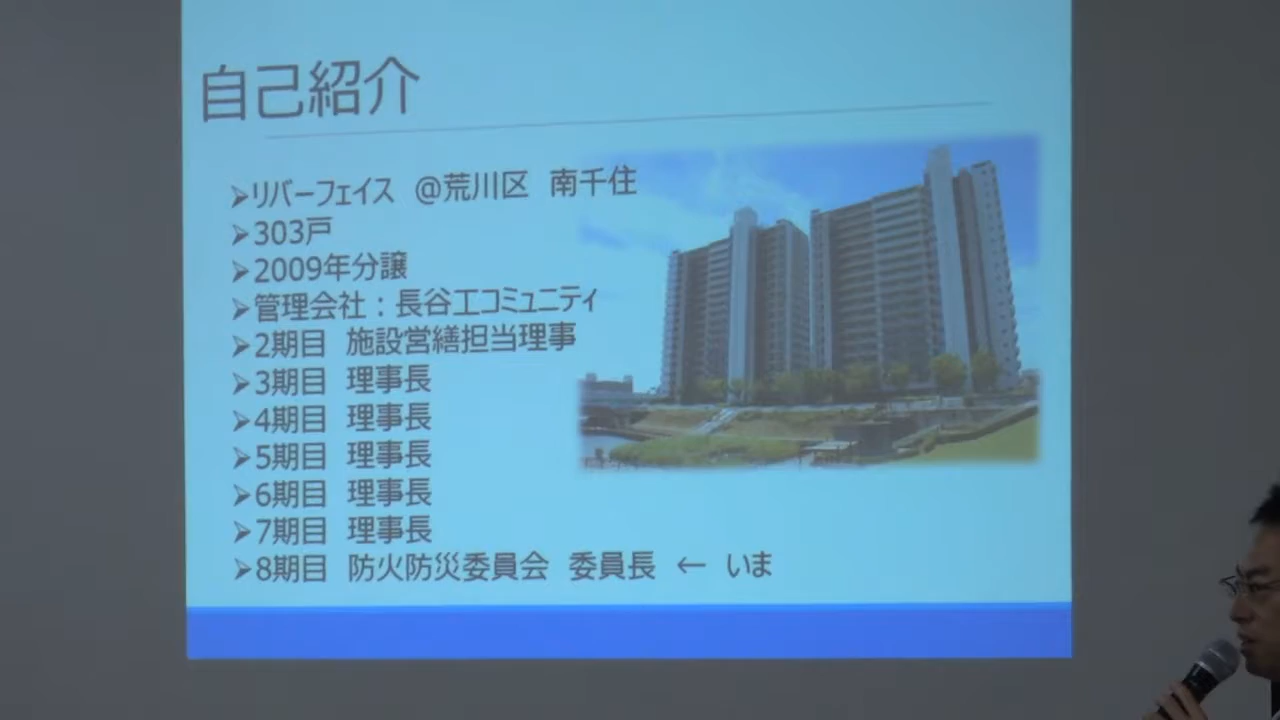 自己紹介
➢リバーフェイス @荒川区 南千住
➢303戸
➢2009年分譲
➢管理会社：長谷工コミュニティ
➢2期目 施設営繕担当理事
➢3期目 理事長
➢4期目 理事長
➢5期目 理事長
➢6期目 理事長
➢7期目 理事長
➢8期目 防火防災委員会 委員長 ← いま